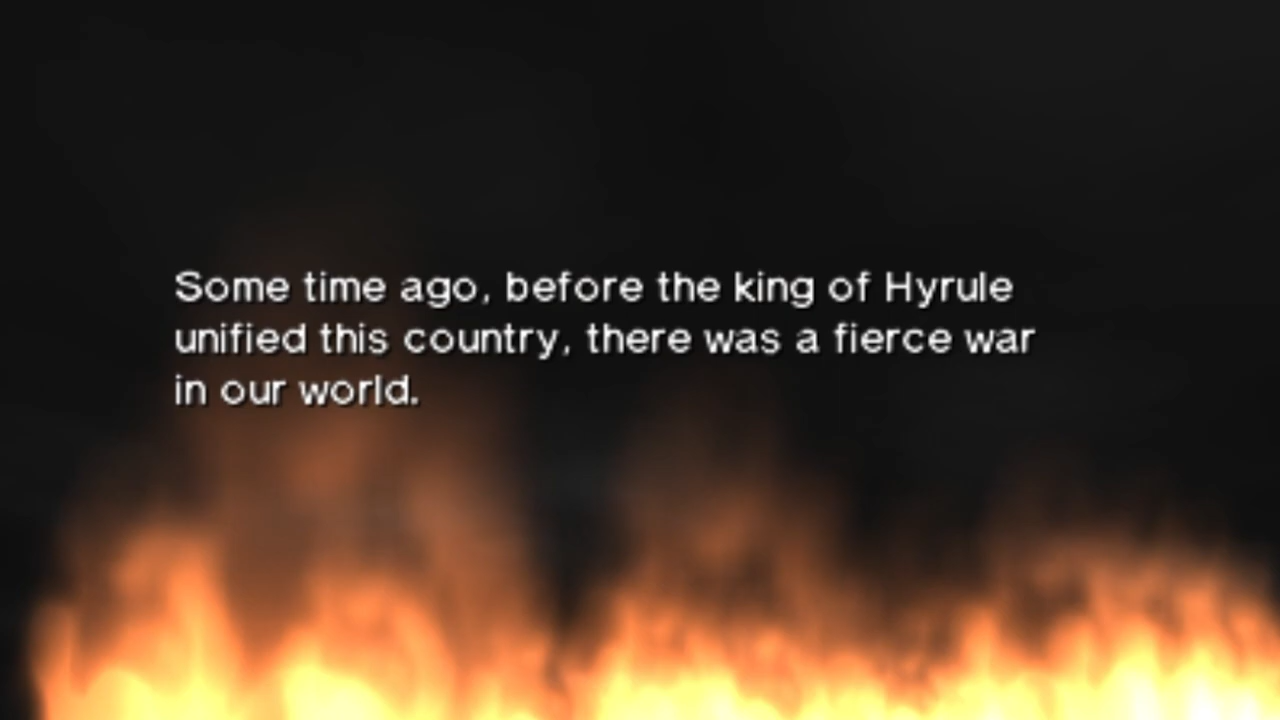 Some time ago, before the king of Hyrule
unified this country, there was a fierce war
in our world.